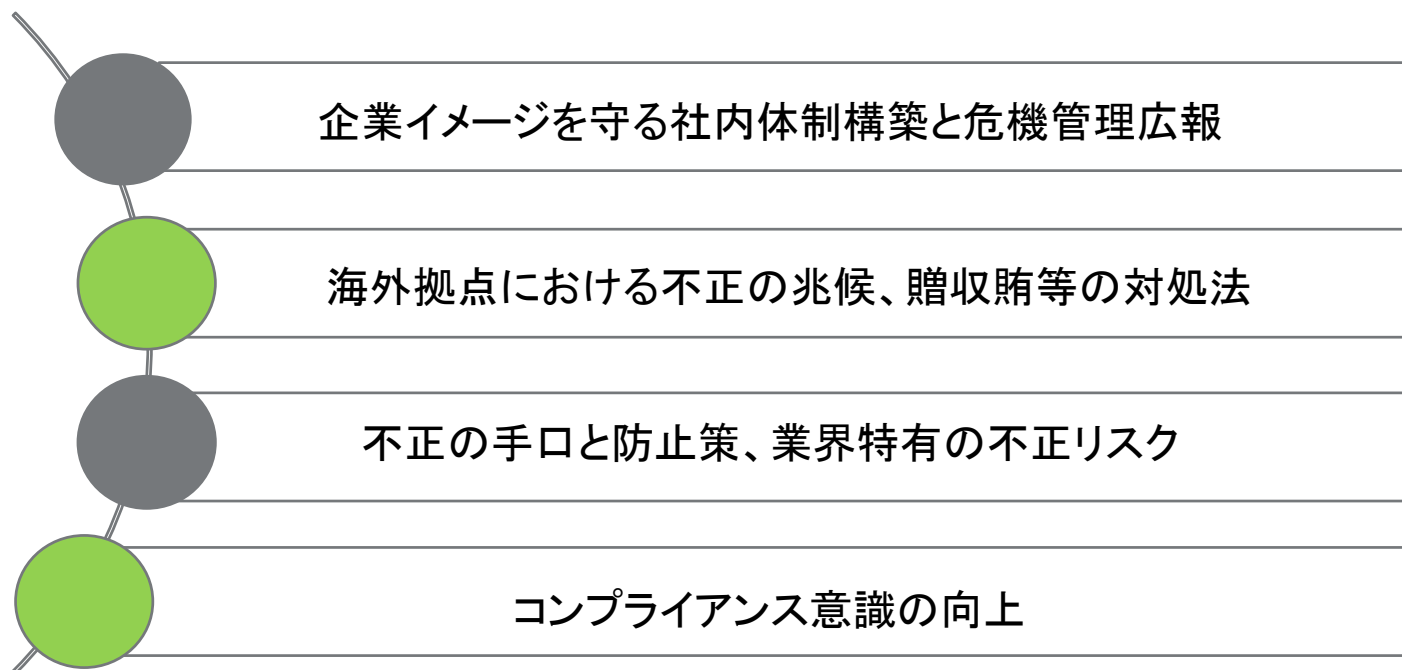 企業イメージを守る社内体制構築と危機管理広報
海外拠点における不正の兆候、贈収賄等の対処法
不正の手口と防止策、業界特有の不正リスク
コンプライアンス意識の向上